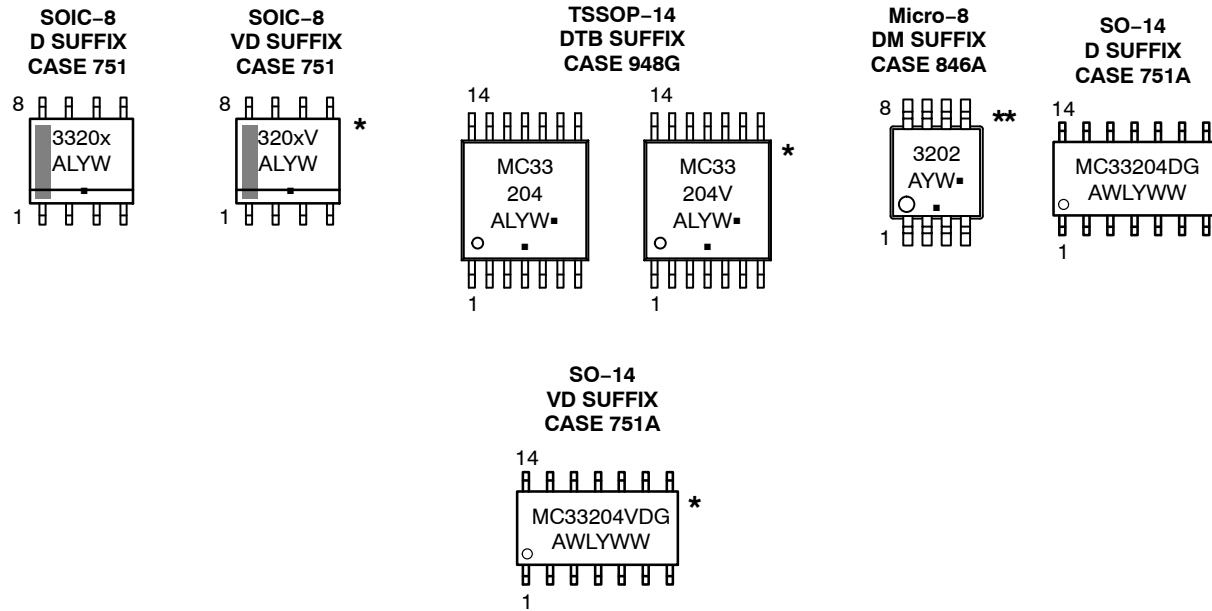 SOIC−8
D SUFFIX
CASE 751
8
3320x
ALYW
▪
1
SOIC−8
VD SUFFIX
CASE 751
8
*
320xV
ALYW
▪
1
TSSOP−14
DTB SUFFIX
CASE 948G
14
MC33
204
ALYW▪
▪
1
14
*
MC33
204V
ALYW▪
▪
1
Micro−8
DM SUFFIX
CASE 846A
8
**
3202
AYW▪
▪
1
SO−14
D SUFFIX
CASE 751A
14
MC33204DG
AWLYWW
1
SO−14
VD SUFFIX
CASE 751A
14
*
MC33204VDG
AWLYWW
1